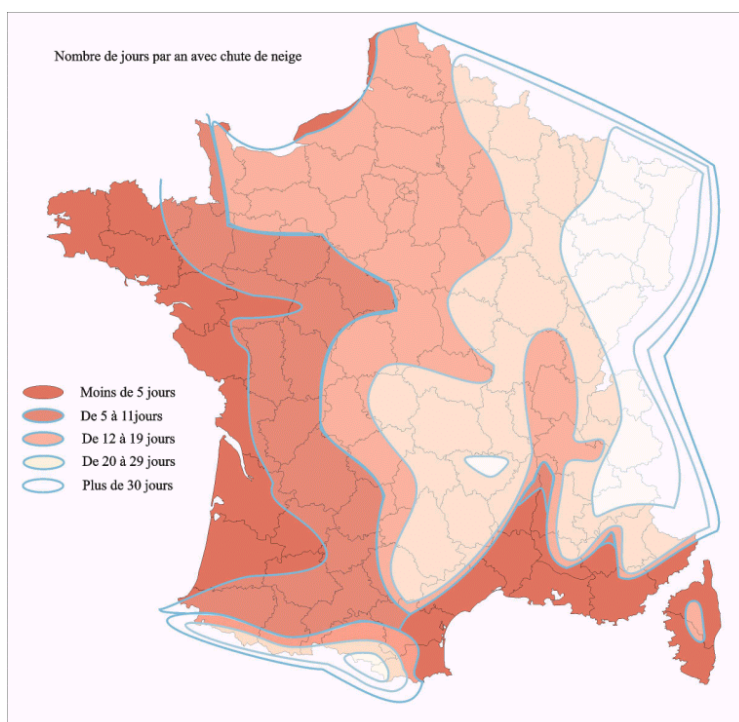 Nombre de jours par an avec chute de neige
Moins de 5 jours
De 5 à 11jours
De 12 à 19 jours
De 20 à 29 jours
Plus de 30 jours